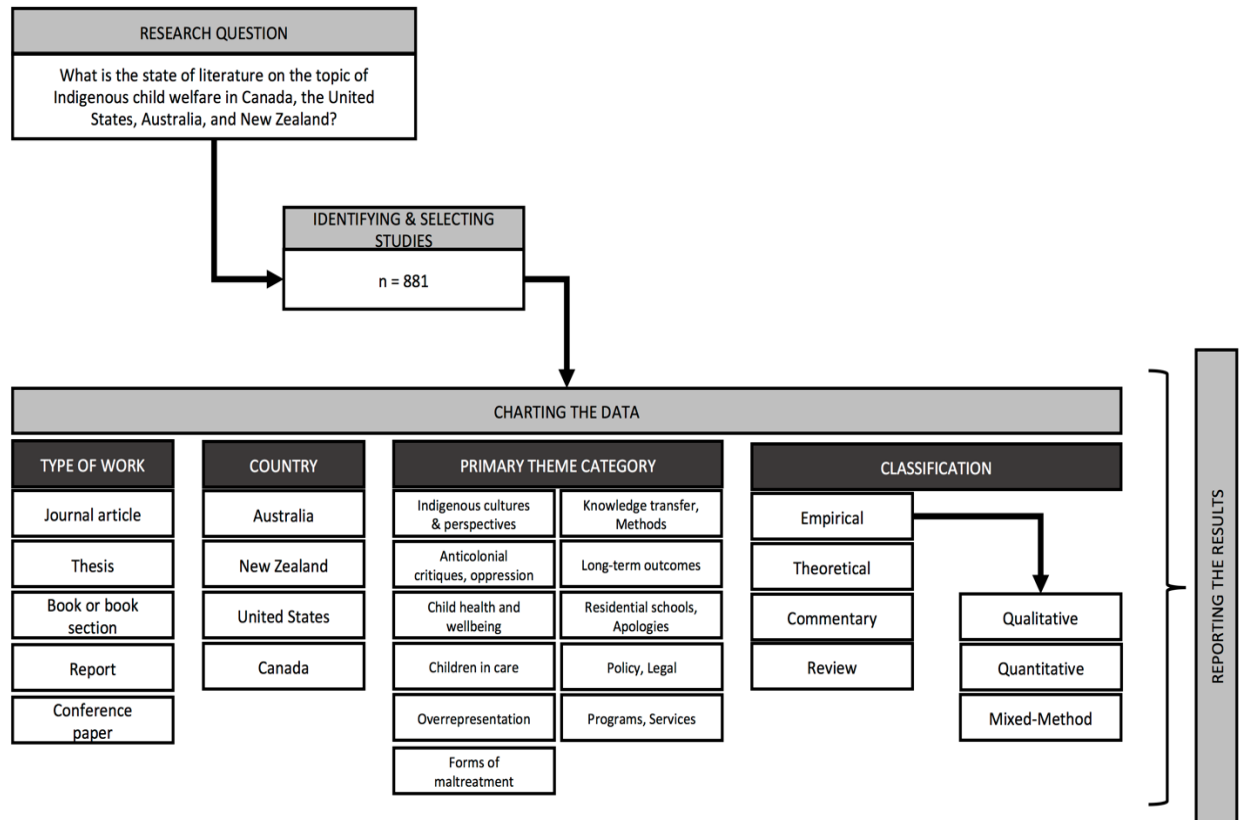 RESEARCH QUESTION
What is the state of literature on the topic of
Indigenous child welfare in Canada, the United
States, Australia, and New Zealand?
IDENTIFYING & SELECTING
STUDIES
n = 881
CHARTING THE DATA
TYPE OF WORK
Journal article
Thesis
Book or book
section
Report
Conference
paper
COUNTRY
Australia
New Zealand
United States
Canada
PRIMARY THEME CATEGORY
Indigenous cultures
& perspectives
Anticolonial
critiques, oppression
Child health and
wellbeing
Children in care
Overrepresentation
Forms of
maltreatment
Knowledge transfer,
Methods
Long-term outcomes
Residential schools,
Apologies
Policy, Legal
Programs, Services
CLASSIFICATION
Empirical
Theoretical
Commentary
Review
Qualitative
Quantitative
Mixed-Method
REPORTING THE RESULTS